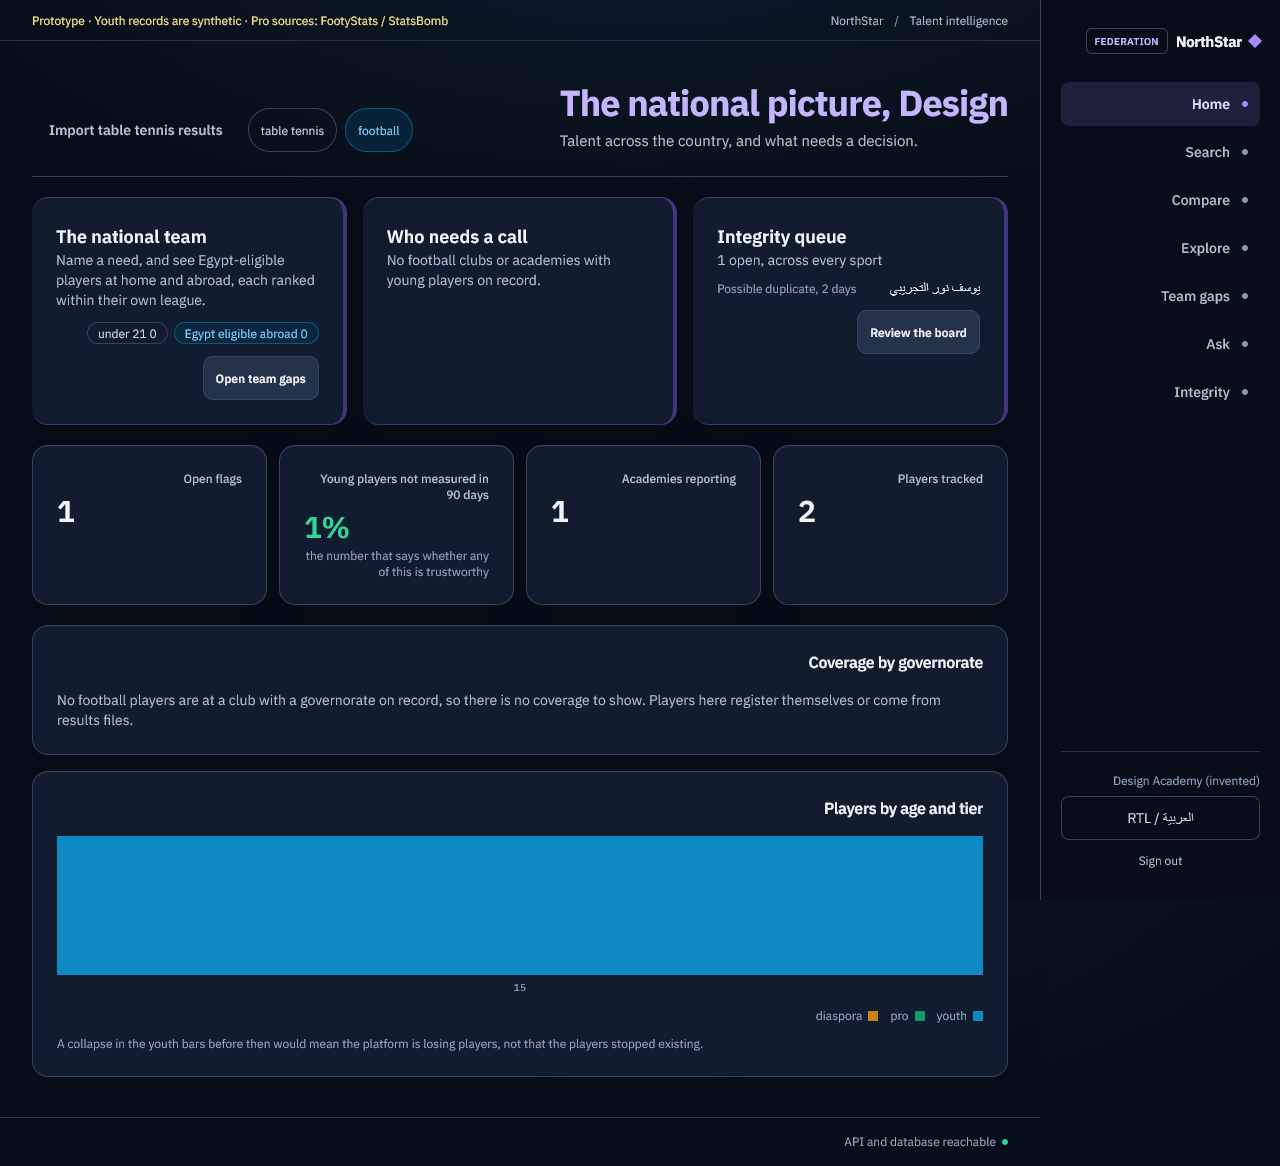 Prototype · Youth records are synthetic · Pro sources: FootyStats / StatsBomb
NorthStar / Talent intelligence
FEDERATION NorthStar
Home
Search
Compare
Explore
Team gaps
Ask
Integrity
Design Academy (invented)
RTL / العربية
Sign out
The national picture, Design
Talent across the country, and what needs a decision.
Import table tennis results
table tennis
football
The national team
Name a need, and see Egypt-eligible
players at home and abroad, each ranked
within their own league.
under 21 0
Egypt eligible abroad 0
Open team gaps
Who needs a call
No football clubs or academies with
young players on record.
Integrity queue
1 open, across every sport
Possible duplicate, 2 days
يوسف نور التجريبي
Review the board
Open flags
1
Young players not measured in
90 days
1%
the number that says whether any
of this is trustworthy
Academies reporting
1
Players tracked
2
Coverage by governorate
No football players are at a club with a governorate on record, so there is no coverage to show. Players here register themselves or come from
results files.
Players by age and tier
15
diaspora
pro
youth
A collapse in the youth bars before then would mean the platform is losing players, not that the players stopped existing.
API and database reachable